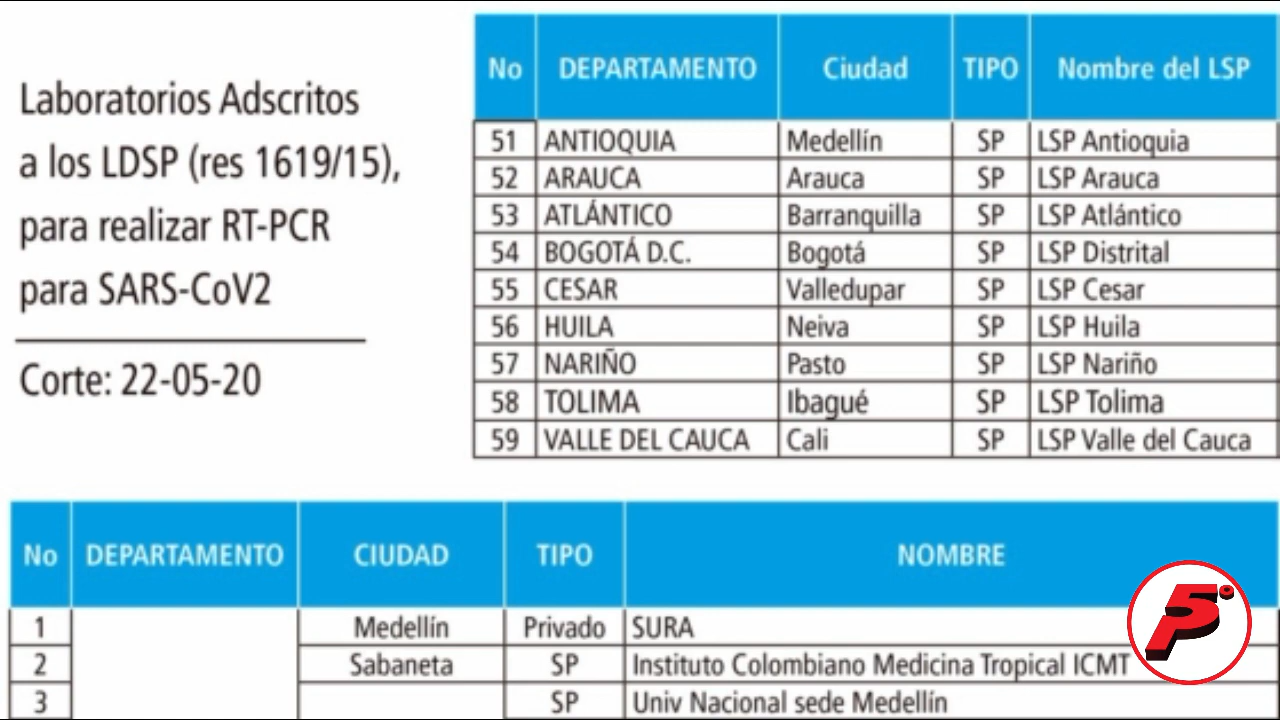 Laboratorios Adscritos
a los LDSP (res 1619/15),
para realizar RT-PCR
para SARS-CoV2
Corte: 22-05-20
No DEPARTAMENTO Ciudad TIPO Nombre del LSP
51 ANTIOQUIA Medellín SP LSP Antioquia
52 ARAUCA Arauca SP LSP Arauca
53 ATLÁNTICO Barranquilla SP LSP Atlántico
54 BOGOTÁ D.C. Bogotá SP LSP Distrital
55 CESAR Valledupar SP LSP Cesar
56 HUILA Neiva SP LSP Huila
57 NARIÑO Pasto SP LSP Nariño
58 TOLIMA Ibagué SP LSP Tolima
59 VALLE DEL CAUCA Cali SP LSP Valle del Cauca
No DEPARTAMENTO CIUDAD TIPO NOMBRE
1 Medellín Privado SURA
2 Sabaneta SP Instituto Colombiano Medicina Tropical ICMT
3 SP Univ Nacional sede Medellín
P5º